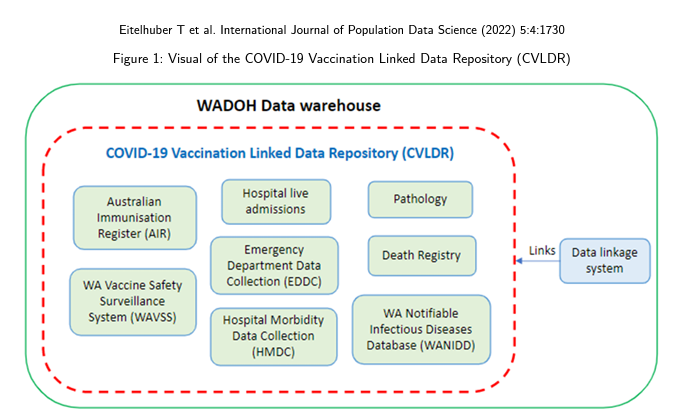 Eitelhuber T et al. International Journal of Population Data Science (2022) 5:4:1730
Figure 1: Visual of the COVID-19 Vaccination Linked Data Repository (CVLDR)
WADOH Data warehouse
COVID-19 Vaccination Linked Data Repository (CVLDR)
Australian
Immunisation
Register (AIR)
WA Vaccine Safety
Surveillance
System (WAVSS)
Hospital live
admissions
Emergency
Department Data
Collection (EDDC)
Hospital Morbidity
Data Collection
(HMDC)
Pathology
Death Registry
WA Notifiable
Infectious Diseases
Database (WANIDD)
Links
Data linkage
system